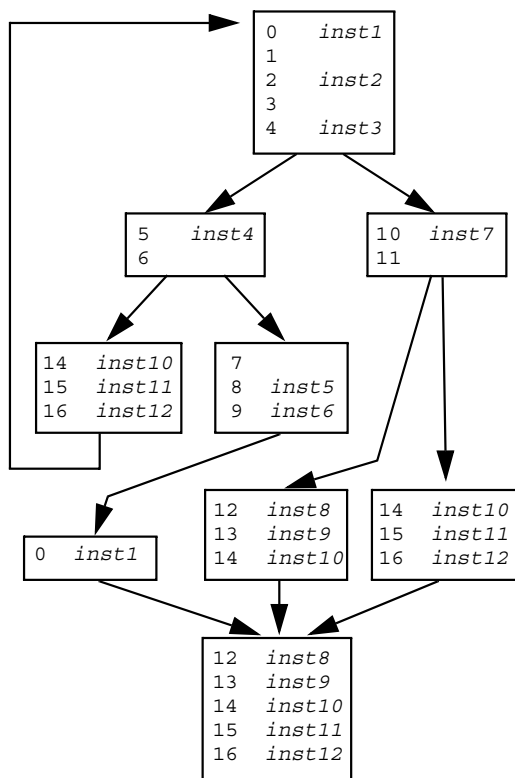 0 inst1
1
2 inst2
3
4 inst3
5 inst4
6
10 inst7
11
14 inst10
15 inst11
16 inst12
7
8 inst5
9 inst6
0 inst1
12 inst8
13 inst9
14 inst10
14 inst10
15 inst11
16 inst12
12 inst8
13 inst9
14 inst10
15 inst11
16 inst12